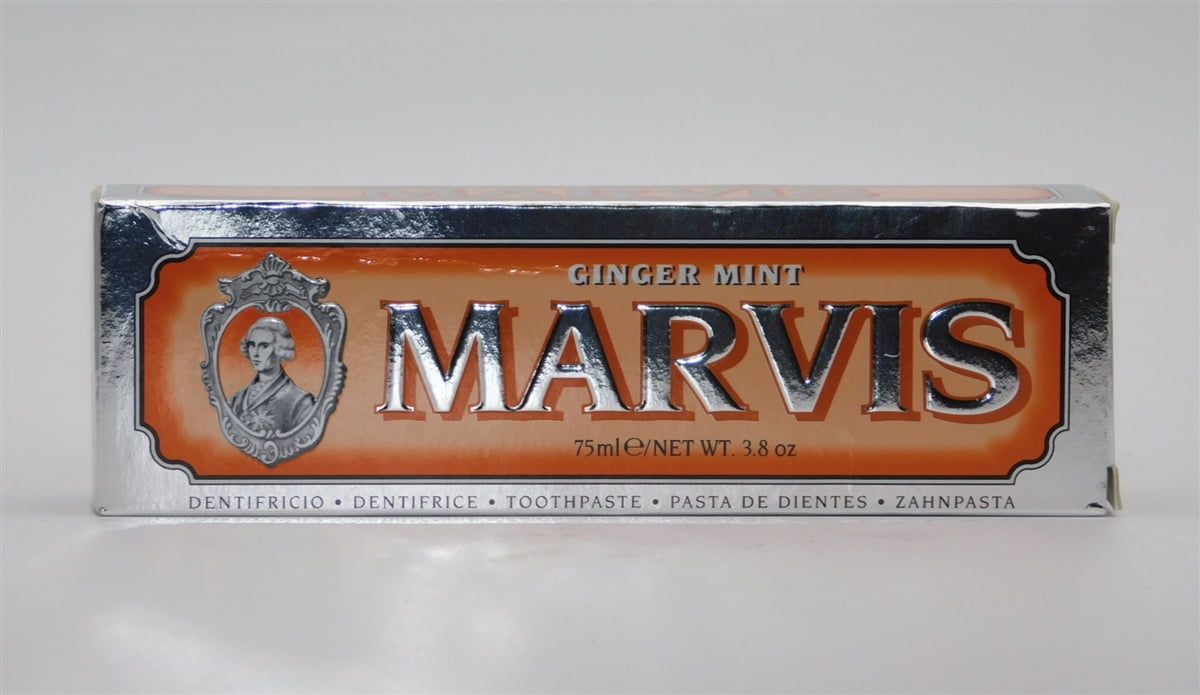 GINGER MINT
MARVIS
75ml℮/NET WT. 3.8 oz
DENTIFRICIO • DENTIFRICE • TOOTHPASTE • PASTA DE DIENTES • ZAHNPASTA